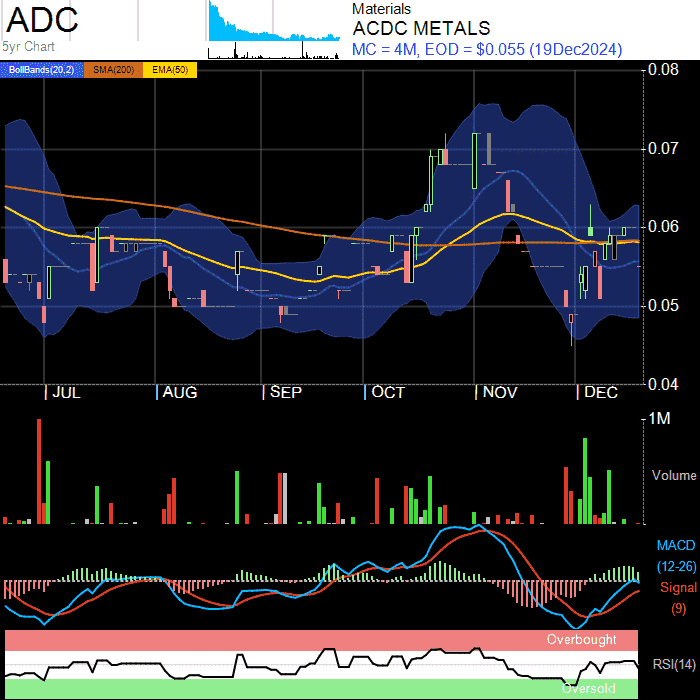 ADC
5yr Chart
Materials
ACDC METALS
MC = 4M, EOD = $0.055 (19Dec2024)
BollBands(20,2) SMA(200) EMA(50)
0.08
0.07
0.06
0.05
0.04
| JUL | AUG | SEP | OCT | NOV | DEC
1M
Volume
MACD
(12-26)
Signal
(9)
Overbought
RSI(14)
Oversold